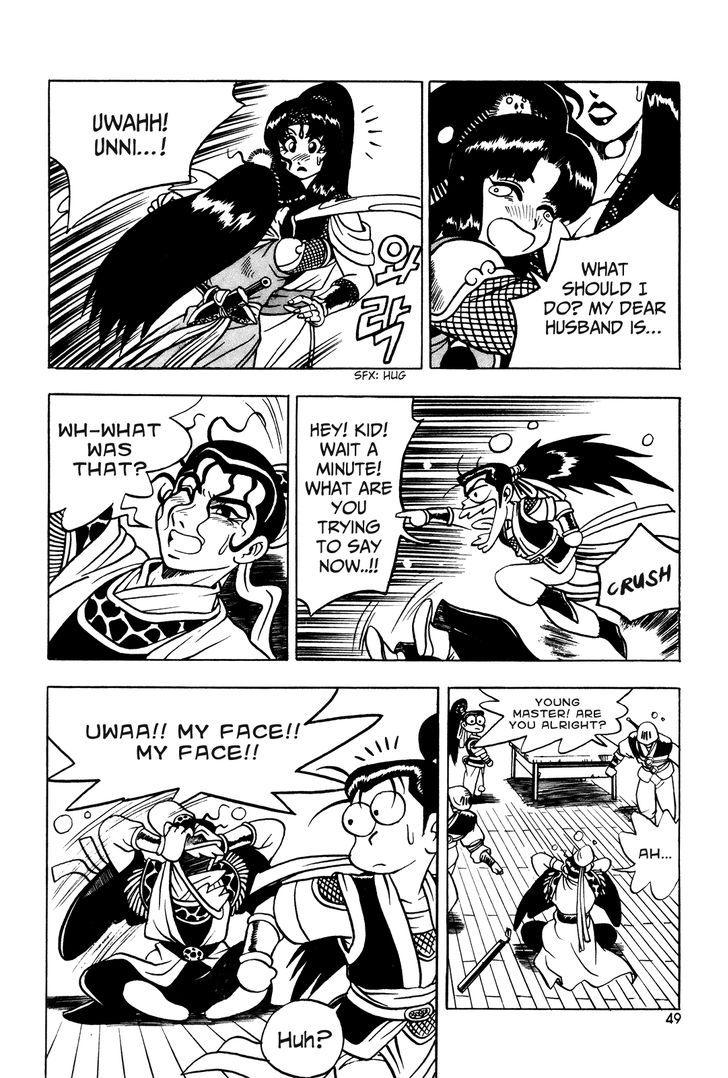 UWAHH!
UNNI...!
와락
SFX: HUG
WHAT
SHOULD I
DO? MY DEAR
HUSBAND IS...
WH-WHAT
WAS
THAT?
HEY! KID!
WAIT A
MINUTE!
WHAT ARE
YOU
TRYING
TO SAY
NOW..!!
CRUSH
UWAA!! MY FACE!!
MY FACE!!
Huh?
YOUNG
MASTER! ARE
YOU ALRIGHT?
AH...
49